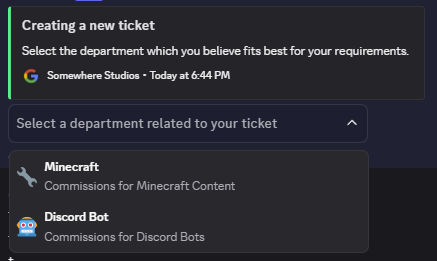 Creating a new ticket
Select the department which you believe fits best for your requirements.
Somewhere Studios • Today at 6:44 PM
Select a department related to your ticket
Minecraft
Commissions for Minecraft Content
Discord Bot
Commissions for Discord Bots